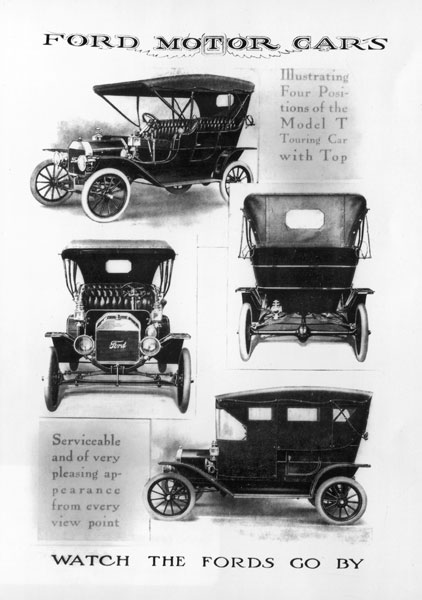 FORD MOTOR CARS
Illustrating
Four Posi-
tions of the
Model T
Touring Car
with Top
Ford
Serviceable
and of very
pleasing ap-
pearance
from every
view point
WATCH THE FORDS GO BY